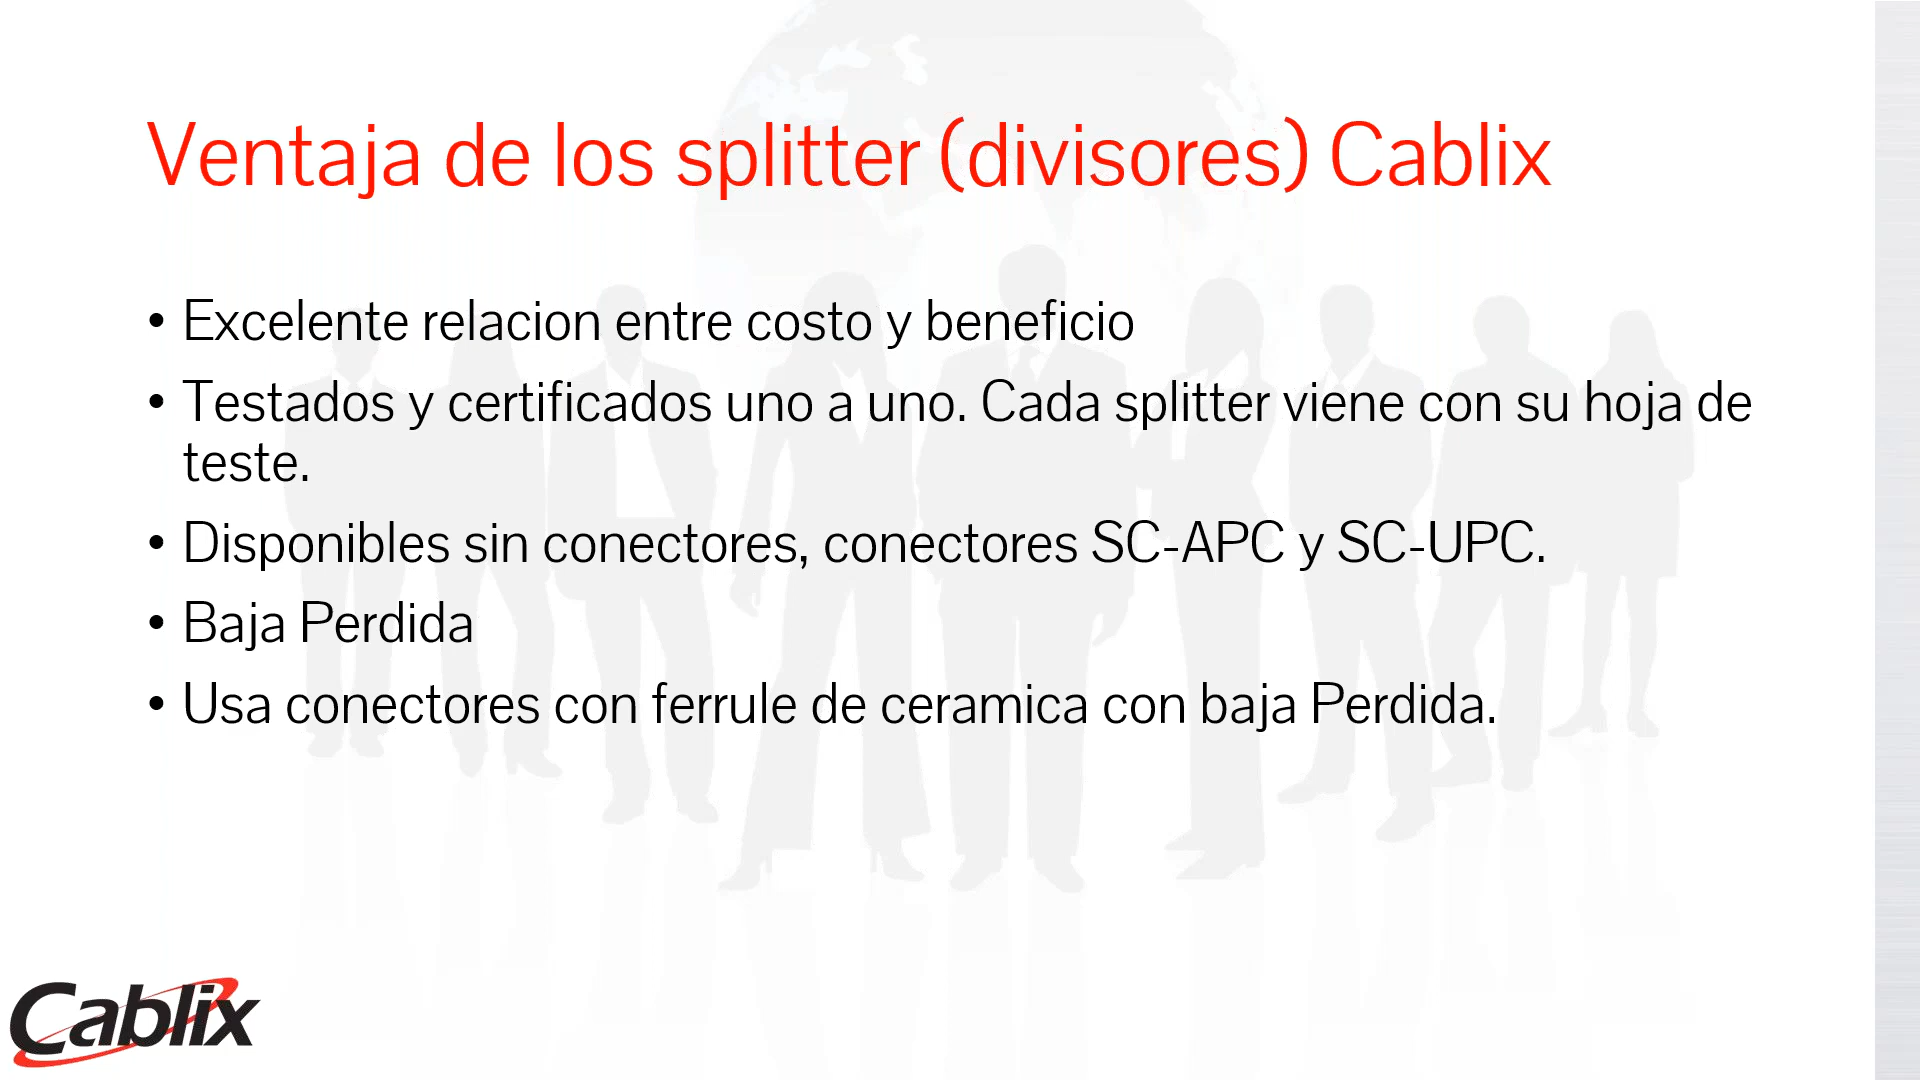 Ventaja de los splitter (divisores) Cablix
• Excelente relacion entre costo y beneficio
• Testados y certificados uno a uno. Cada splitter viene con su hoja de
teste.
• Disponibles sin conectores, conectores SC-APC y SC-UPC.
• Baja Perdida
• Usa conectores con ferrule de ceramica con baja Perdida.
Cablix